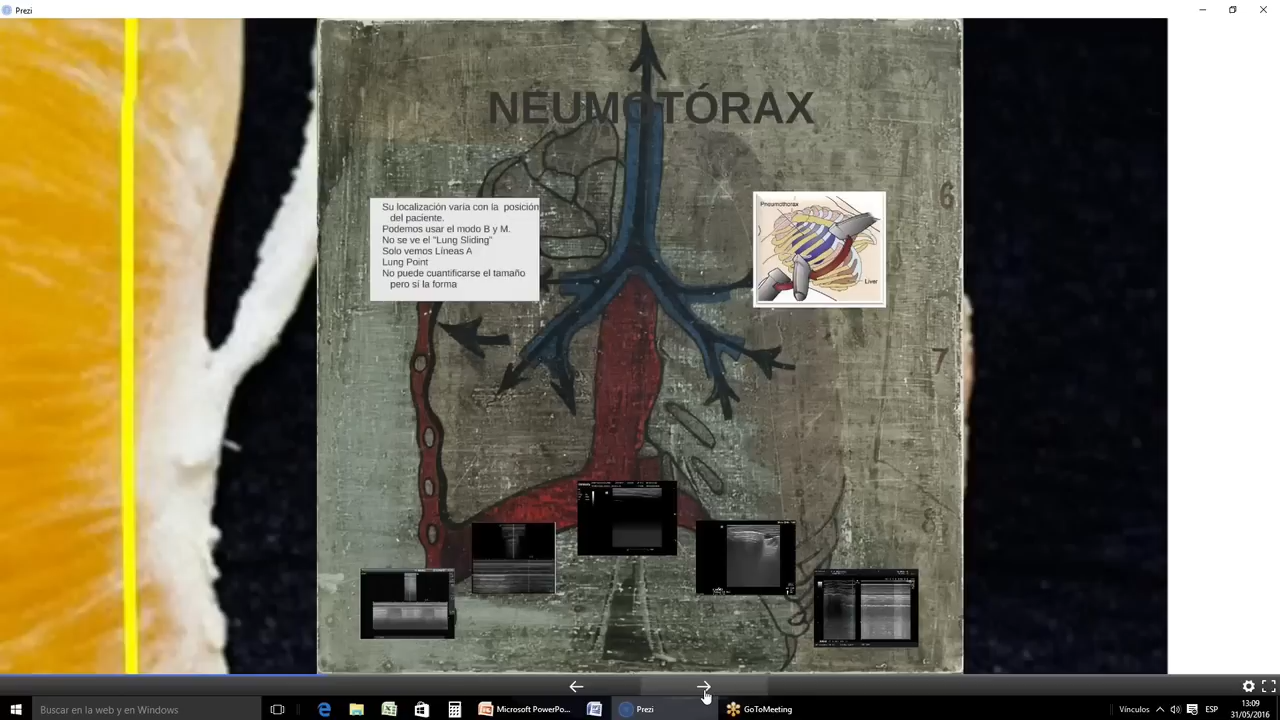 Prezi
NEUMOTÓRAX
Su localización varía con la posición
del paciente.
Podemos usar el modo B y M.
No se ve el "Lung Sliding"
Solo vemos Líneas A
Lung Point
No puede cuantificarse el tamaño
pero sí la forma
Pneumothorax
Liver
6
7
Buscar en la web y en Windows
Microsoft PowerPo...
Prezi
GoToMeeting
Vínculos
ESP
13:09
31/05/2016